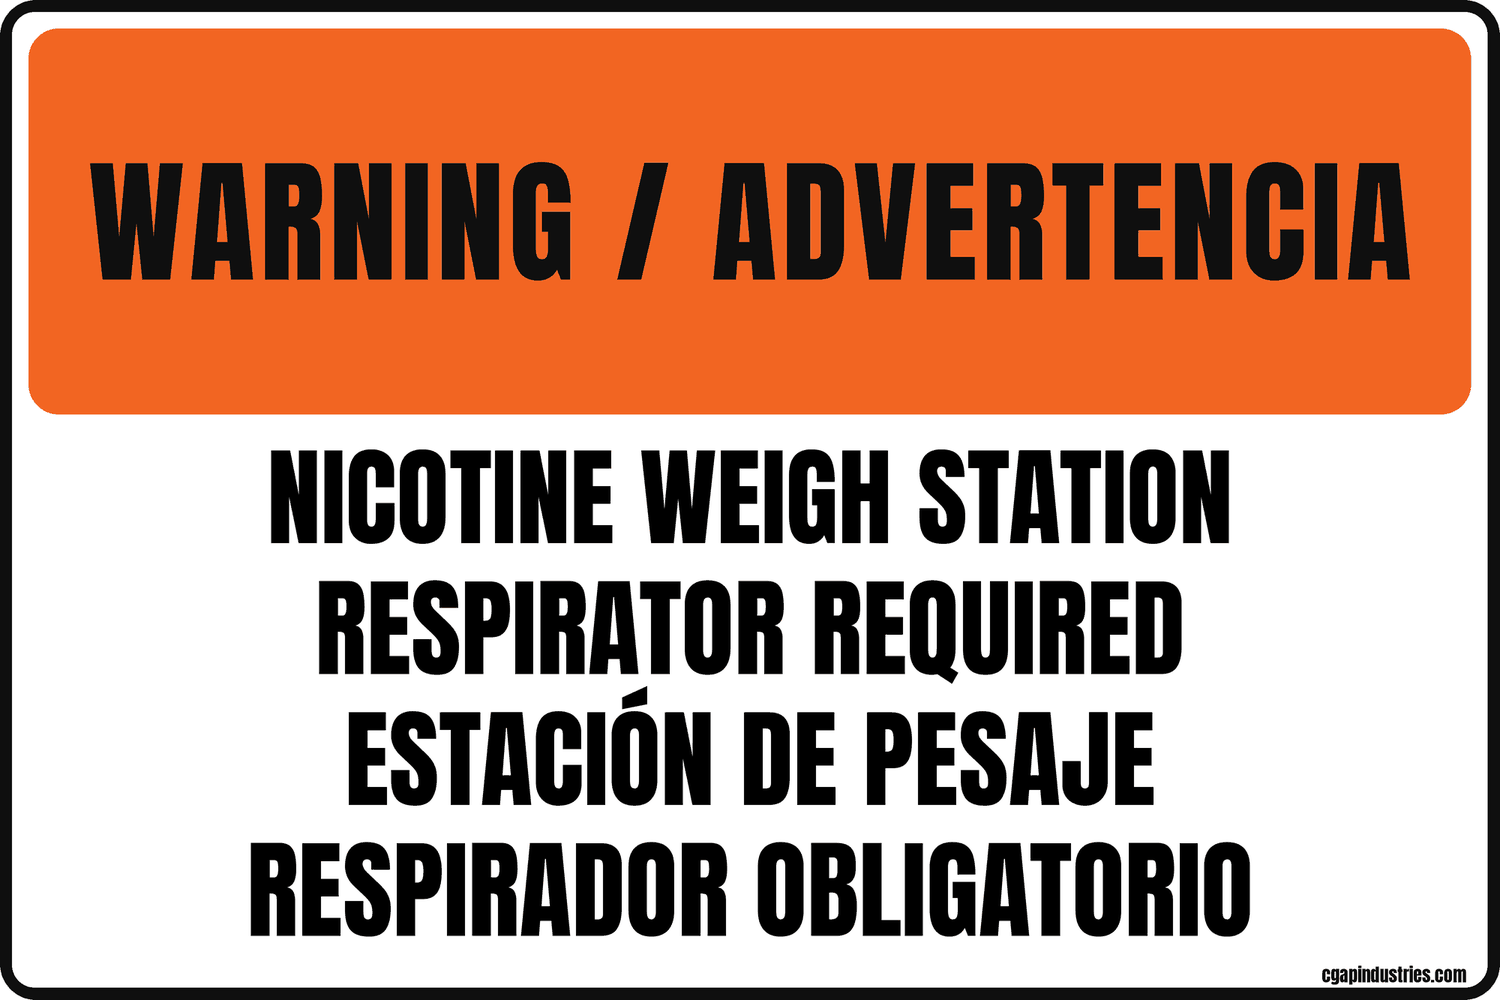 WARNING / ADVERTENCIA
NICOTINE WEIGH STATION
RESPIRATOR REQUIRED
ESTACIÓN DE PESAJE
RESPIRADOR OBLIGATORIO
cgapindustries.com